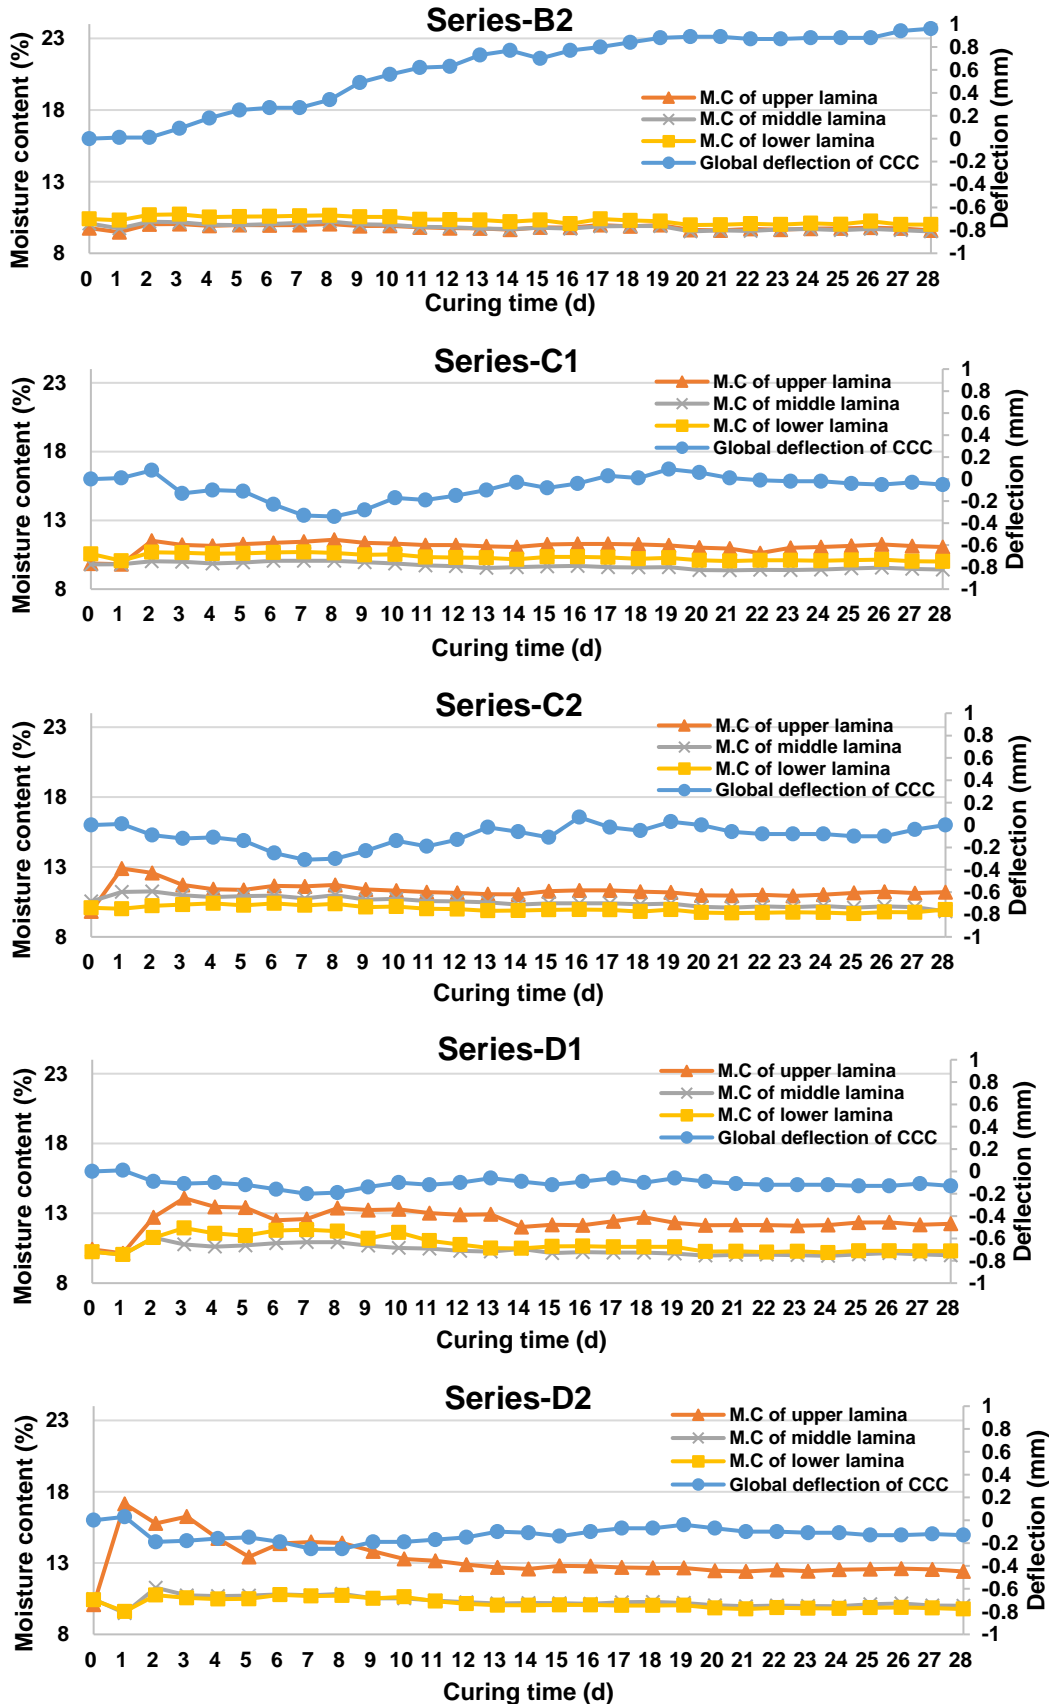 Series-B2
Moisture content (%)
23
18
13
8
M.C of upper lamina
M.C of middle lamina
M.C of lower lamina
Global deflection of CCC
1
0.8
0.6
0.4
0.2
0
-0.2
-0.4
-0.6
-0.8
-1
Deflection (mm)
0 1 2 3 4 5 6 7 8 9 10 11 12 13 14 15 16 17 18 19 20 21 22 23 24 25 26 27 28
Curing time (d)
Series-C1
Moisture content (%)
23
18
13
8
M.C of upper lamina
M.C of middle lamina
M.C of lower lamina
Global deflection of CCC
1
0.8
0.6
0.4
0.2
0
-0.2
-0.4
-0.6
-0.8
-1
Deflection (mm)
0 1 2 3 4 5 6 7 8 9 10 11 12 13 14 15 16 17 18 19 20 21 22 23 24 25 26 27 28
Curing time (d)
Series-C2
Moisture content (%)
23
18
13
8
M.C of upper lamina
M.C of middle lamina
M.C of lower lamina
Global deflection of CCC
1
0.8
0.6
0.4
0.2
0
-0.2
-0.4
-0.6
-0.8
-1
Deflection (mm)
0 1 2 3 4 5 6 7 8 9 10 11 12 13 14 15 16 17 18 19 20 21 22 23 24 25 26 27 28
Curing time (d)
Series-D1
Moisture content (%)
23
18
13
8
M.C of upper lamina
M.C of middle lamina
M.C of lower lamina
Global deflection of CCC
1
0.8
0.6
0.4
0.2
0
-0.2
-0.4
-0.6
-0.8
-1
Deflection (mm)
0 1 2 3 4 5 6 7 8 9 10 11 12 13 14 15 16 17 18 19 20 21 22 23 24 25 26 27 28
Curing time (d)
Series-D2
Moisture content (%)
23
18
13
8
M.C of upper lamina
M.C of middle lamina
M.C of lower lamina
Global deflection of CCC
1
0.8
0.6
0.4
0.2
0
-0.2
-0.4
-0.6
-0.8
-1
Deflection (mm)
0 1 2 3 4 5 6 7 8 9 10 11 12 13 14 15 16 17 18 19 20 21 22 23 24 25 26 27 28
Curing time (d)